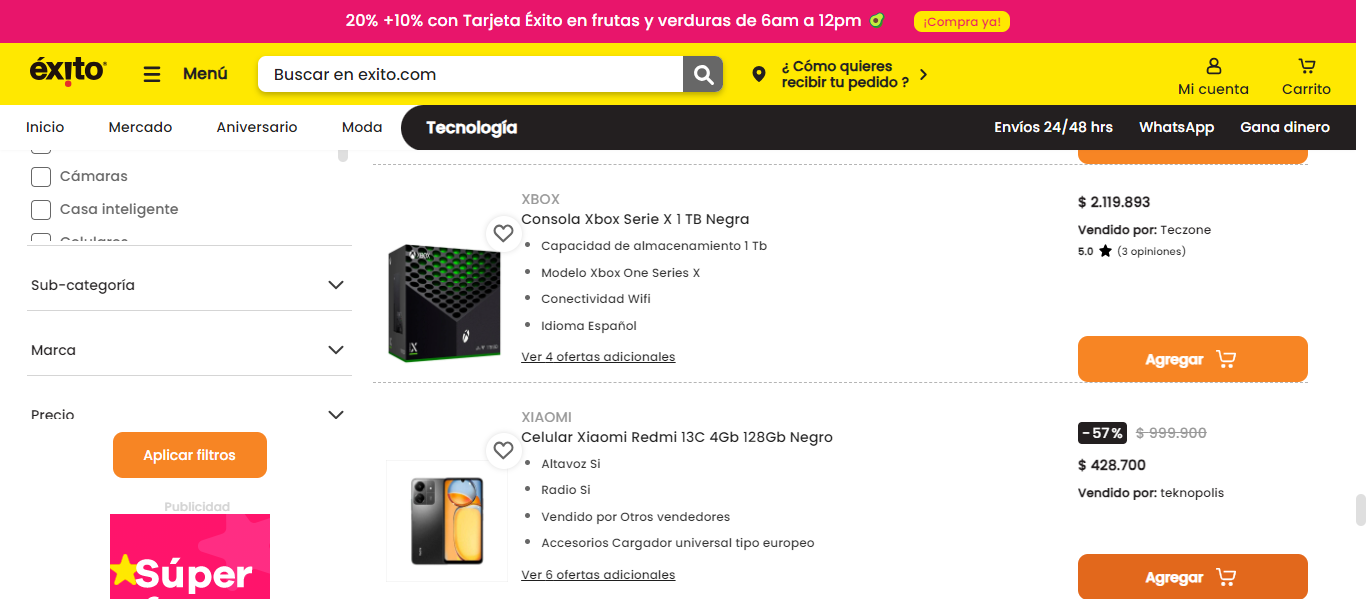 20% +10% con Tarjeta Éxito en frutas y verduras de 6am a 12pm
¡Compra ya!
éxito
Menú
Buscar en exito.com
¿ Cómo quieres
recibir tu pedido ?
Mi cuenta
Carrito
Inicio
Mercado
Aniversario
Moda
Tecnología
Envíos 24/48 hrs
WhatsApp
Gana dinero
Cámaras
Casa inteligente
Celulares
Sub-categoría
Marca
Precio
Aplicar filtros
Publicidad
Súper
XBOX
Consola Xbox Serie X 1 TB Negra
Capacidad de almacenamiento 1 Tb
Modelo Xbox One Series X
Conectividad Wifi
Idioma Español
Ver 4 ofertas adicionales
XBOX
X
$ 2.119.893
Vendido por: Teczone
5.0 (3 opiniones)
Agregar
XIAOMI
Celular Xiaomi Redmi 13C 4Gb 128Gb Negro
Altavoz Si
Radio Si
Vendido por Otros vendedores
Accesorios Cargador universal tipo europeo
Ver 6 ofertas adicionales
-57% $ 999.900
$ 428.700
Vendido por: teknopolis
Agregar